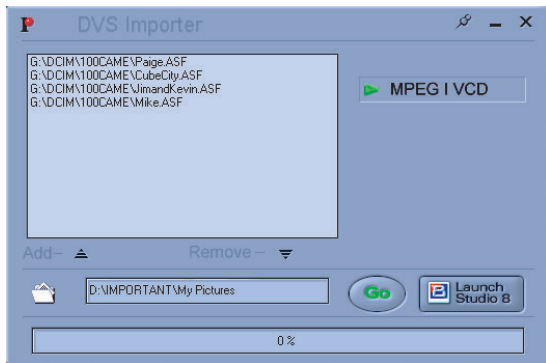 DVS Importer
G:\DCIM\100CAME\Paige.ASF
G:\DCIM\100CAME\CubeCity.ASF
G:\DCIM\100CAME\JimandKevin.ASF
G:\DCIM\100CAME\Mike.ASF
MPEG I VCD
Add– Remove–
D:\IMPORTANT\My Pictures
Go
Launch
Studio 8
0 %